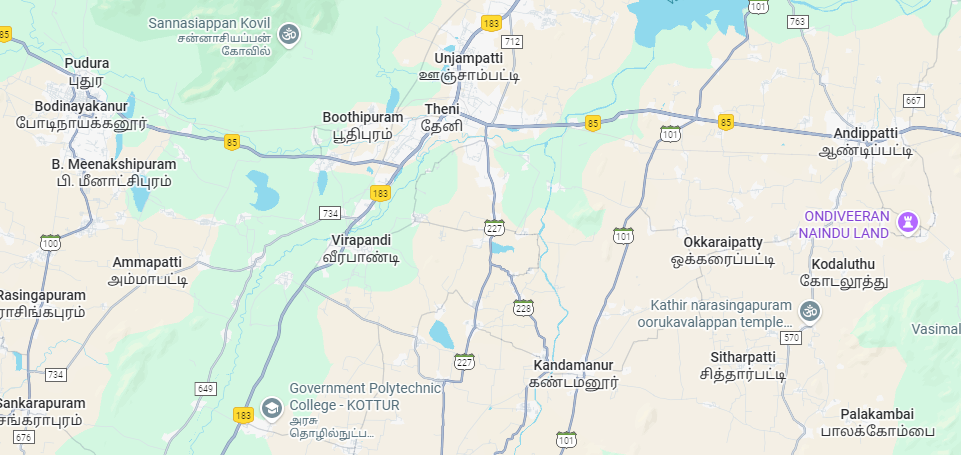 101
763
Sannasiappan Kovil
சன்னாசியப்பன்
கோவில்
183
85
712
Unjampatti
ஊஞ்சாம்பட்டி
Pudura
புதுர
667
Bodinayakanur
போடிநாயக்கனூர்
Boothipuram
பூதிபுரம்
Theni
தேனி
85
85
101
Andippatti
ஆண்டிப்பட்டி
85
B. Meenakshipuram
பி. மீனாட்சிபுரம்
183
734
ONDIVEERAN
NAINDU LAND
227
101
100
Virapandi
வீரபாண்டி
Okkaraipatty
ஒக்கரைப்பட்டி
Ammapatti
அம்மாபட்டி
Kodaluthu
கோடலூத்து
Rasingapuram
ராசிங்கபுரம்
228
Kathir narasingapuram
oorukavalappan temple...
570
Vasimal
227
Sitharpatti
சித்தார்பட்டி
Kandamanur
கண்டமனூர்
734
649
Government Polytechnic
College - KOTTUR
அரசு
தொழில்நுட்ப...
183
Sankarapuram
சங்கராபுரம்
676
101
Palakambai
பாலக்கோம்பை